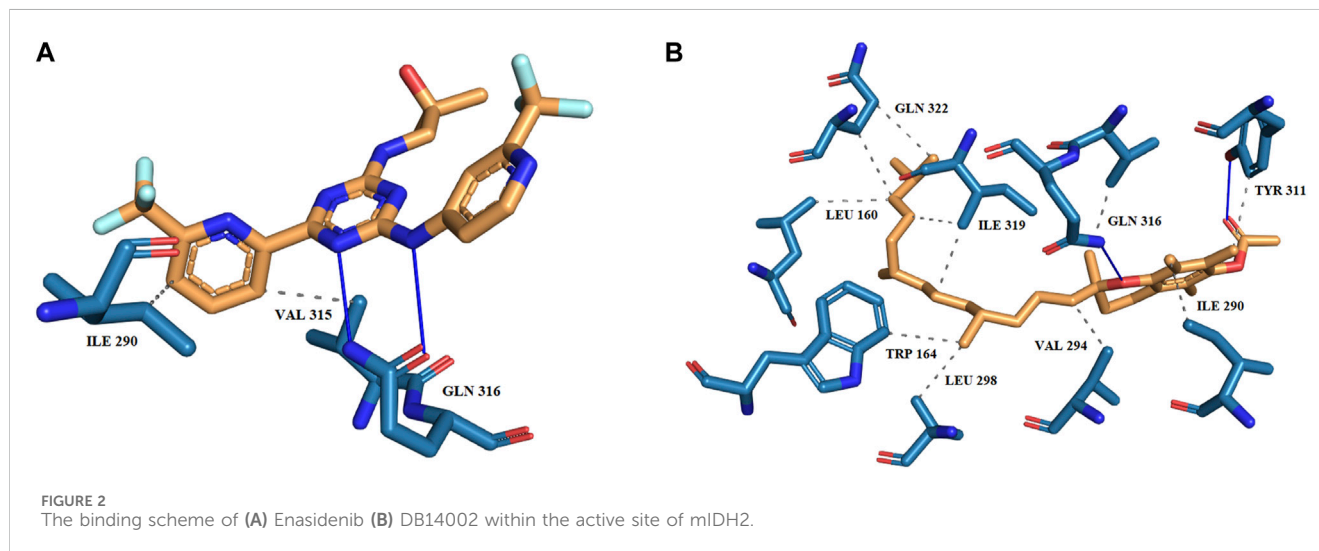 A
ILE 290
VAL 315
GLN 316
B
GLN 322
LEU 160
ILE 319
GLN 316
TYR 311
TRP 164
LEU 298
VAL 294
ILE 290
FIGURE 2
The binding scheme of (A) Enasidenib (B) DB14002 within the active site of mIDH2.